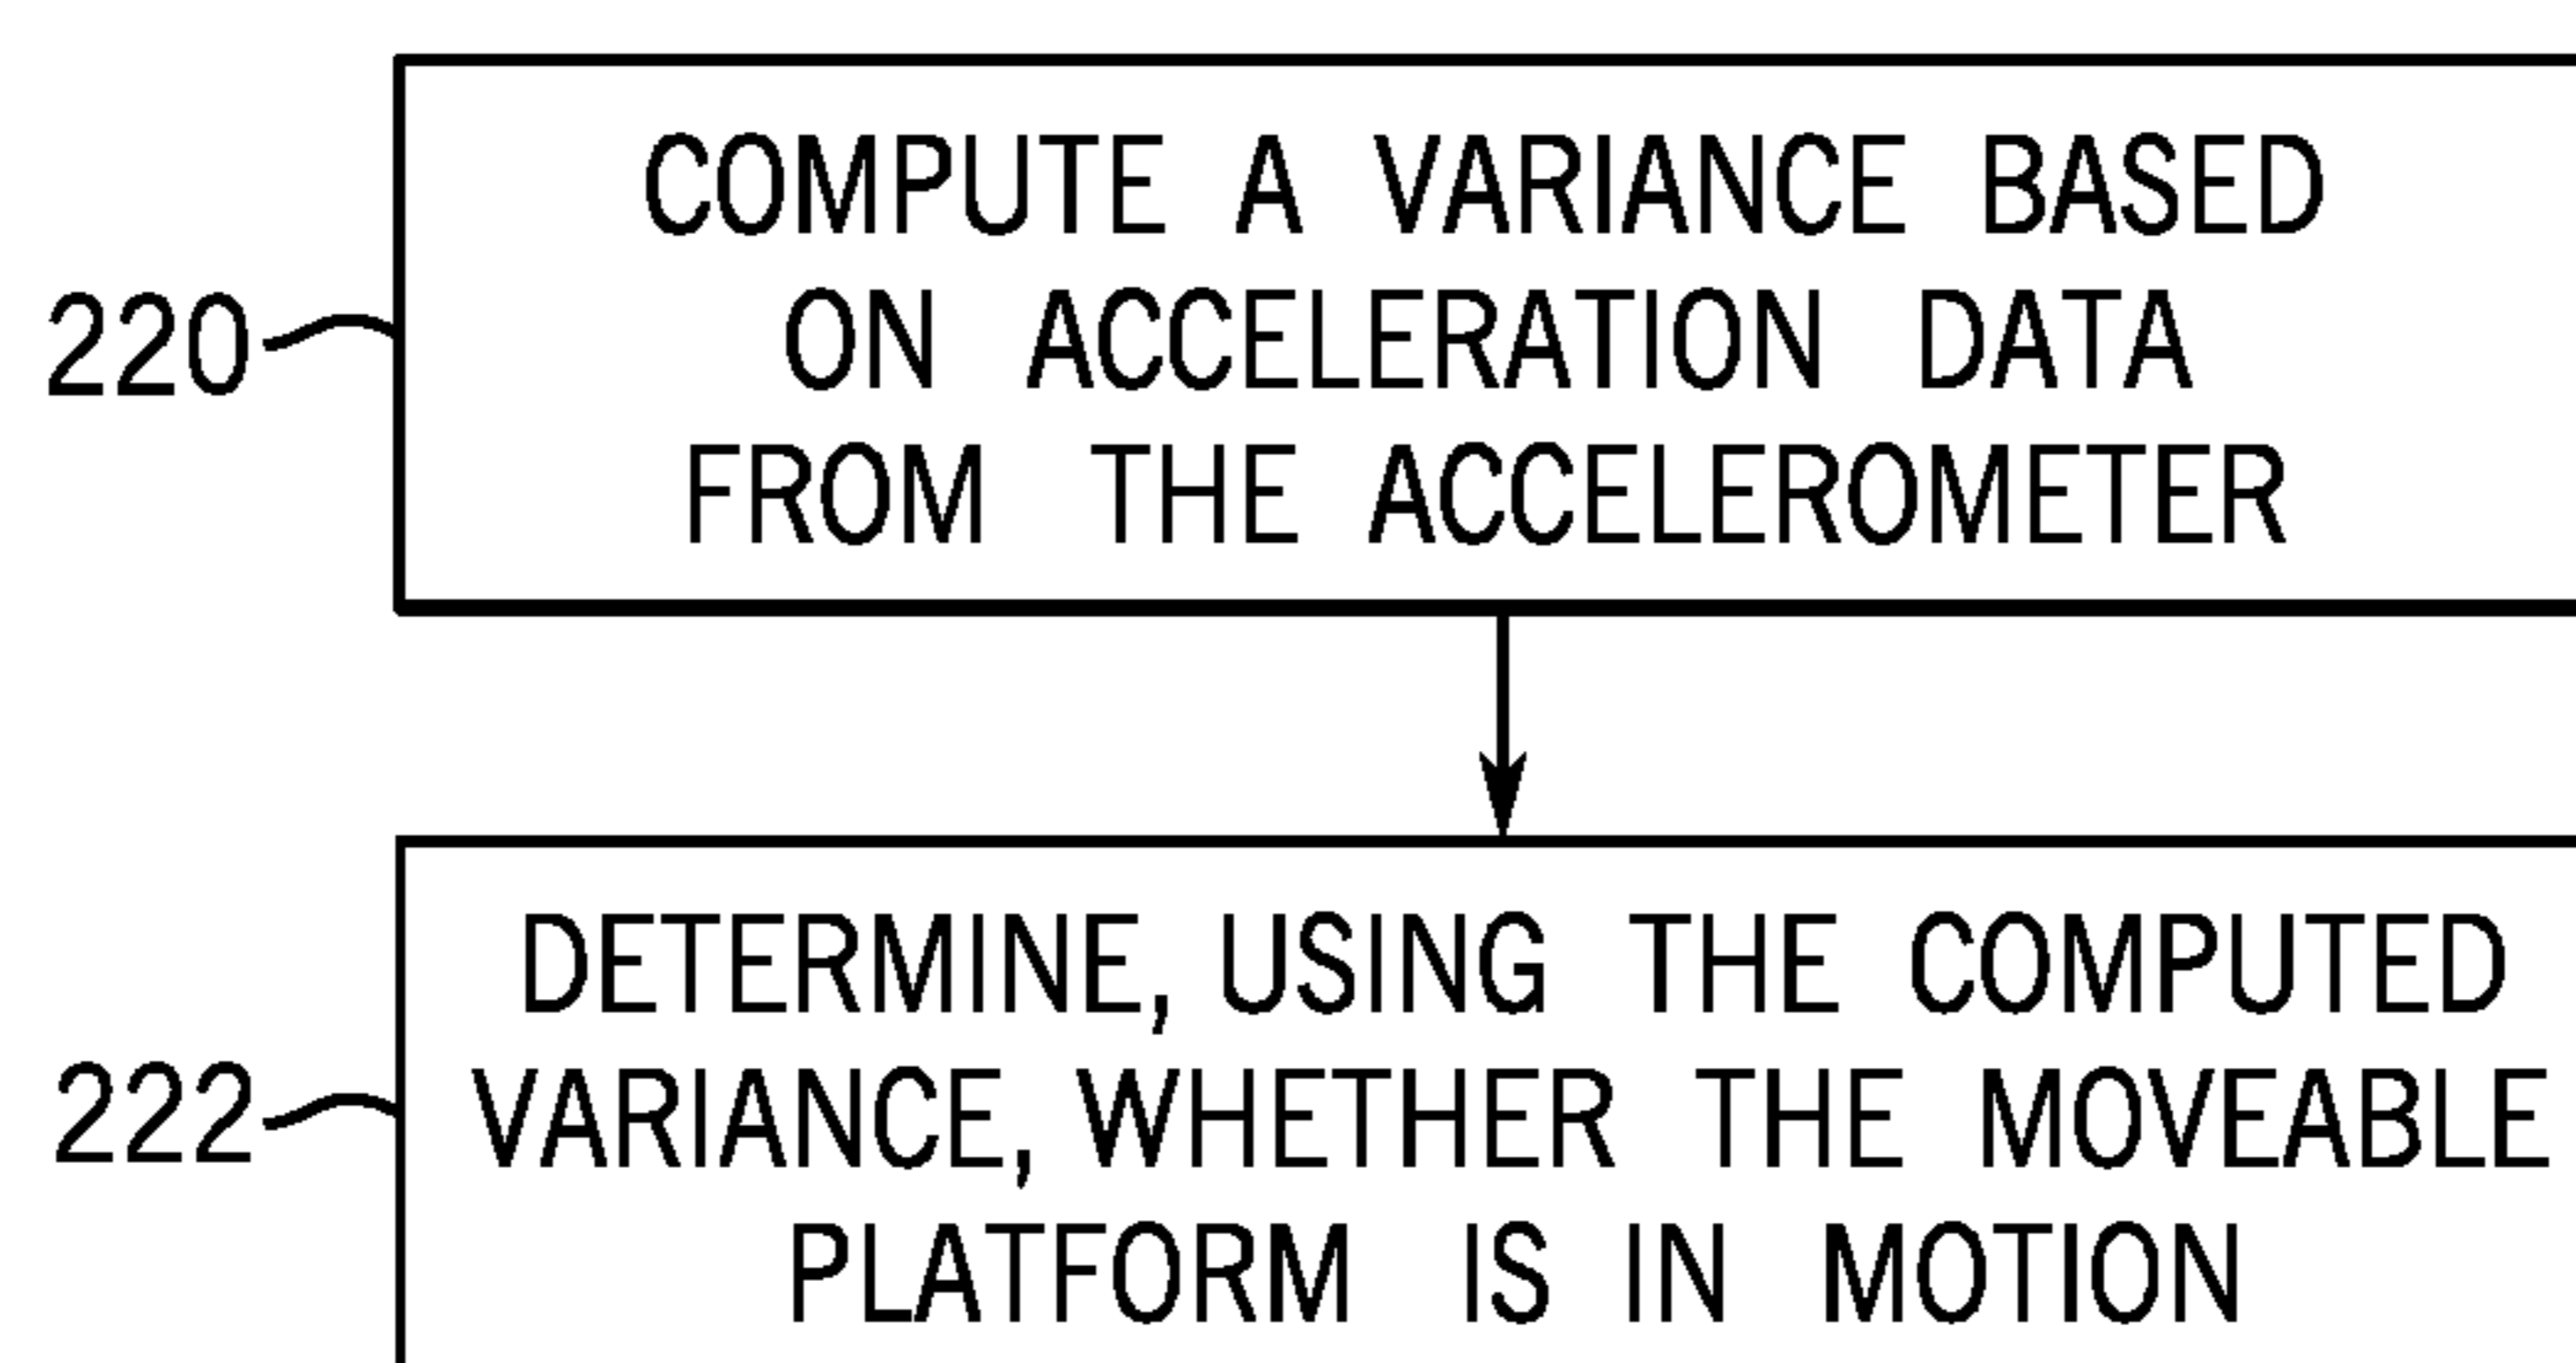 COMPUTE A VARIANCE BASED
ON ACCELERATION DATA
FROM THE ACCELEROMETER
220
DETERMINE, USING THE COMPUTED
VARIANCE, WHETHER THE MOVEABLE
PLATFORM IS IN MOTION
222